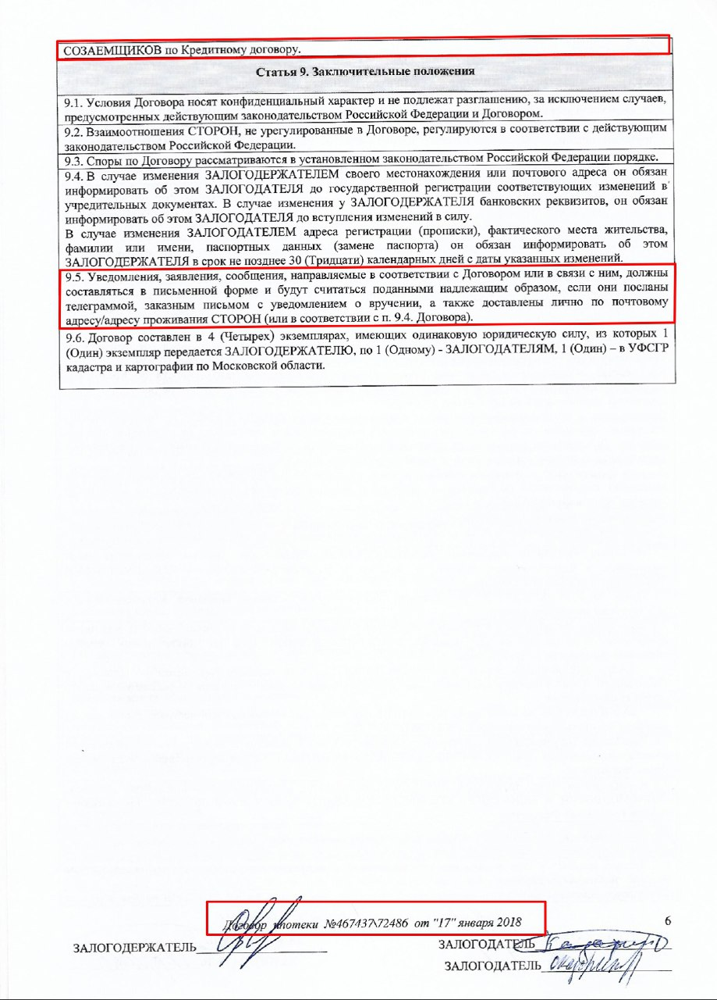 СОЗАЕМЩИКОВ по Кредитному договору.
Статья 9. Заключительные положения
9.1. Условия Договора носят конфиденциальный характер и не подлежат разглашению, за исключением случаев,
предусмотренных действующим законодательством Российской Федерации и Договором.
9.2. Взаимоотношения СТОРОН, не урегулированные в Договоре, регулируются в соответствии с действующим
законодательством Российской Федерации.
9.3. Споры по Договору рассматриваются в установленном законодательством Российской Федерации порядке.
9.4. В случае изменения ЗАЛОГОДЕРЖАТЕЛЕМ своего местонахождения или почтового адреса он обязан
информировать об этом ЗАЛОГОДАТЕЛЯ до государственной регистрации соответствующих изменений в
учредительных документах. В случае изменения у ЗАЛОГОДЕРЖАТЕЛЯ банковских реквизитов, он обязан
информировать об этом ЗАЛОГОДАТЕЛЯ до вступления изменений в силу.
В случае изменения ЗАЛОГОДАТЕЛЕМ адреса регистрации (прописки), фактического места жительства,
фамилии или имени, паспортных данных (замене паспорта) он обязан информировать об этом
ЗАЛОГОДЕРЖАТЕЛЯ в срок не позднее 30 (Тридцати) календарных дней с даты указанных изменений.
9.5. Уведомления, заявления, сообщения, направляемые в соответствии с Договором или в связи с ним, должны
составляться в письменной форме и будут считаться поданными надлежащим образом, если они посланы
телеграммой, заказным письмом с уведомлением о вручении, а также доставлены лично по почтовому
адресу/адресу проживания СТОРОН (или в соответствии с п. 9.4. Договора).
9.6. Договор составлен в 4 (Четырех) экземплярах, имеющих одинаковую юридическую силу, из которых 1
(Один) экземпляр передается ЗАЛОГОДЕРЖАТЕЛЮ, по 1 (Одному) - ЗАЛОГОДАТЕЛЯМ, 1 (Один) – в УФСГР
кадастра и картографии по Московской области.
Договор ипотеки №467437\72486 от "17" января 2018
6
ЗАЛОГОДЕРЖАТЕЛЬ
ЗАЛОГОДАТЕЛЬ
ЗАЛОГОДАТЕЛЬ